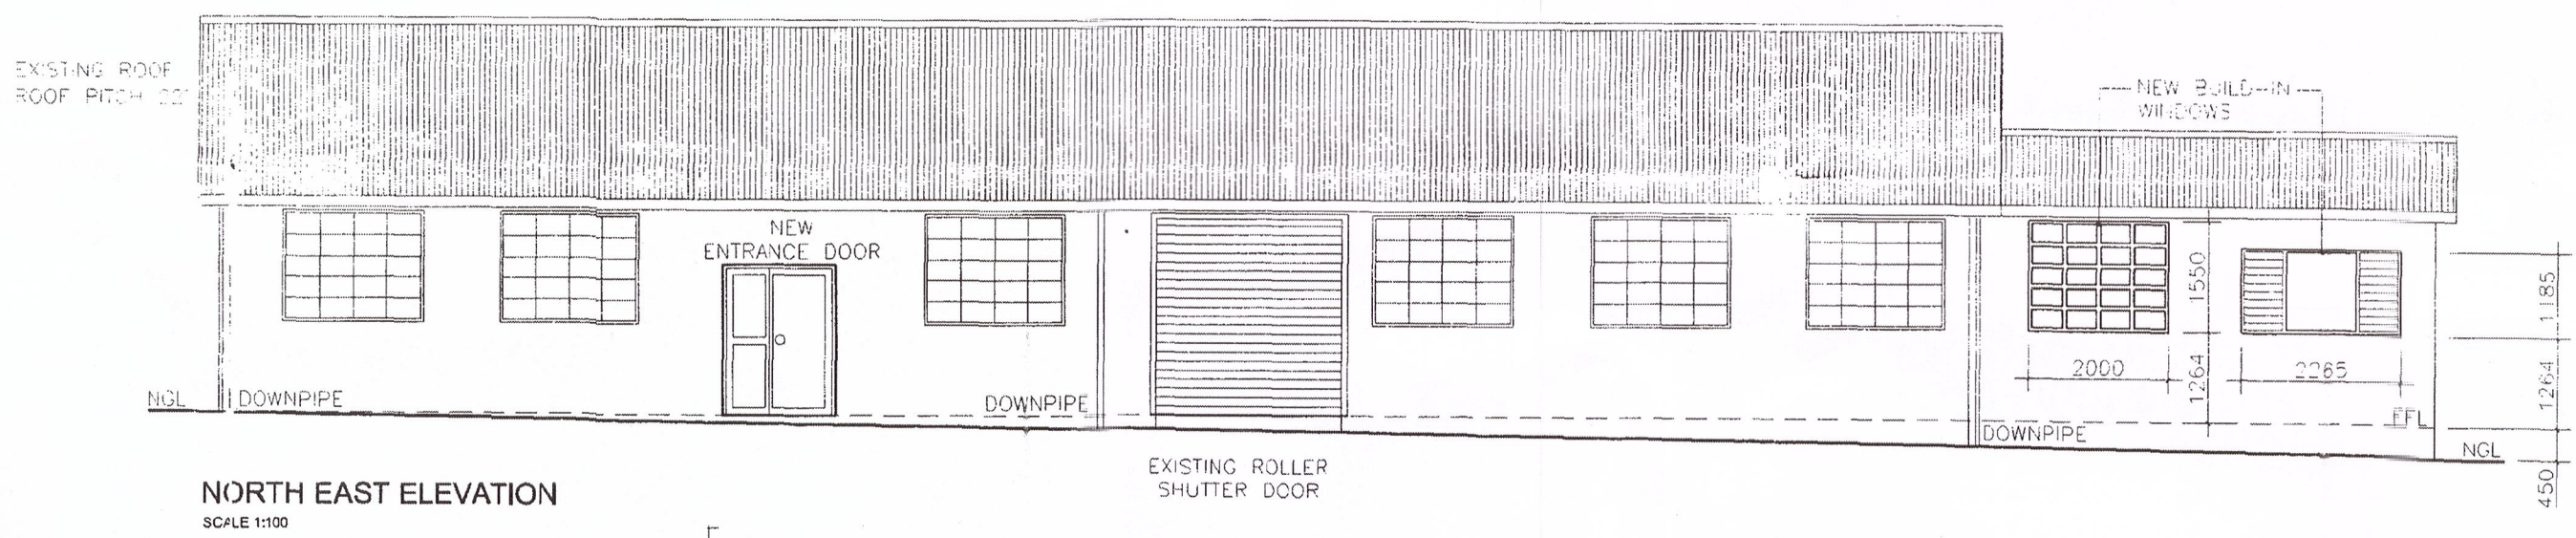 EXISTING ROOF
ROOF PITCH
NEW BUILD-IN
WINDOWS
NEW
ENTRANCE DOOR
1550
1185
2000
1264
2265
1264
NGL
DOWNPIPE
DOWNPIPE
FFL
DOWNPIPE
NGL
EXISTING ROLLER
SHUTTER DOOR
450
NORTH EAST ELEVATION
SCALE 1:100